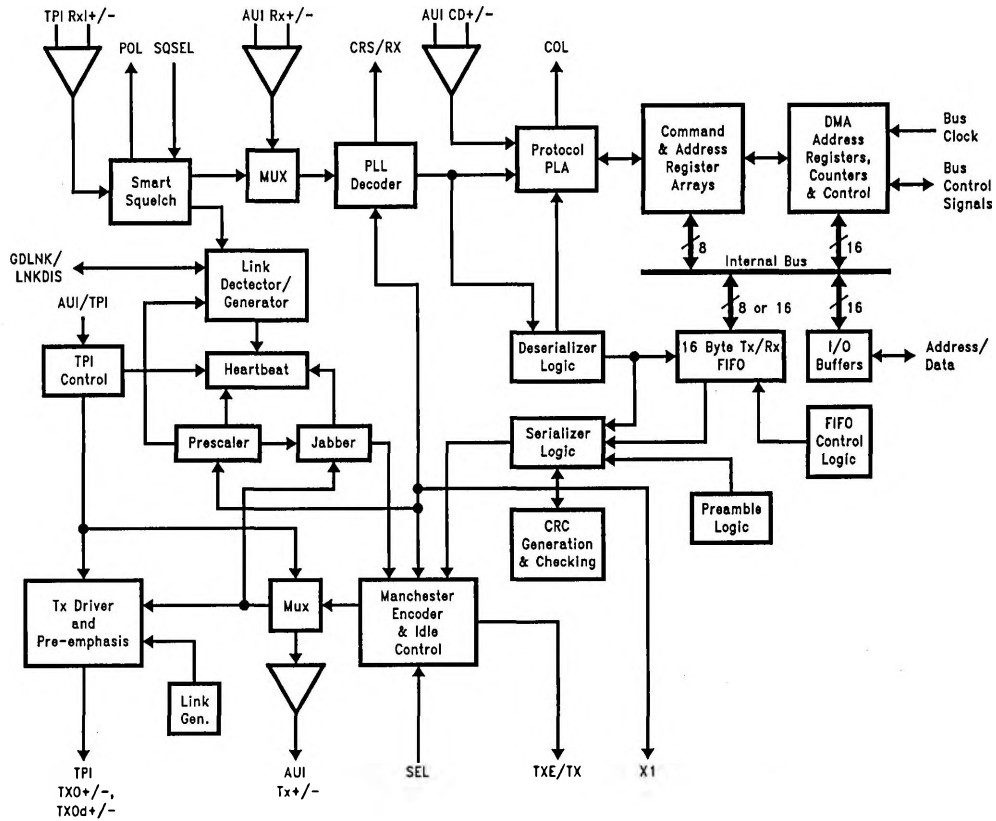 TPI RxI+/-
AUI Rx+/-
AUI CD+/-
POL
SQSEL
CRS/RX
COL
Smart
Squelch
MUX
PLL
Decoder
Protocol
PLA
Command
& Address
Register
Arrays
DMA
Address
Registers,
Counters
& Control
Bus
Clock
Bus
Control
Signals
8
16
Internal Bus
GDLNK/
LNKDIS
Link
Dectector/
Generator
8 or 16
16
AUI/TPI
TPI
Control
Heartbeat
Deserializer
Logic
16 Byte Tx/Rx
FIFO
I/O
Buffers
Address/
Data
Prescaler
Jabber
Serializer
Logic
FIFO
Control
Logic
Preamble
Logic
CRC
Generation
& Checking
Tx Driver
and
Pre-emphasis
Mux
Manchester
Encoder
& Idle
Control
Link
Gen.
TPI
TXO+/-,
TXOd+/-
AUI
Tx+/-
SEL
TXE/TX
X1